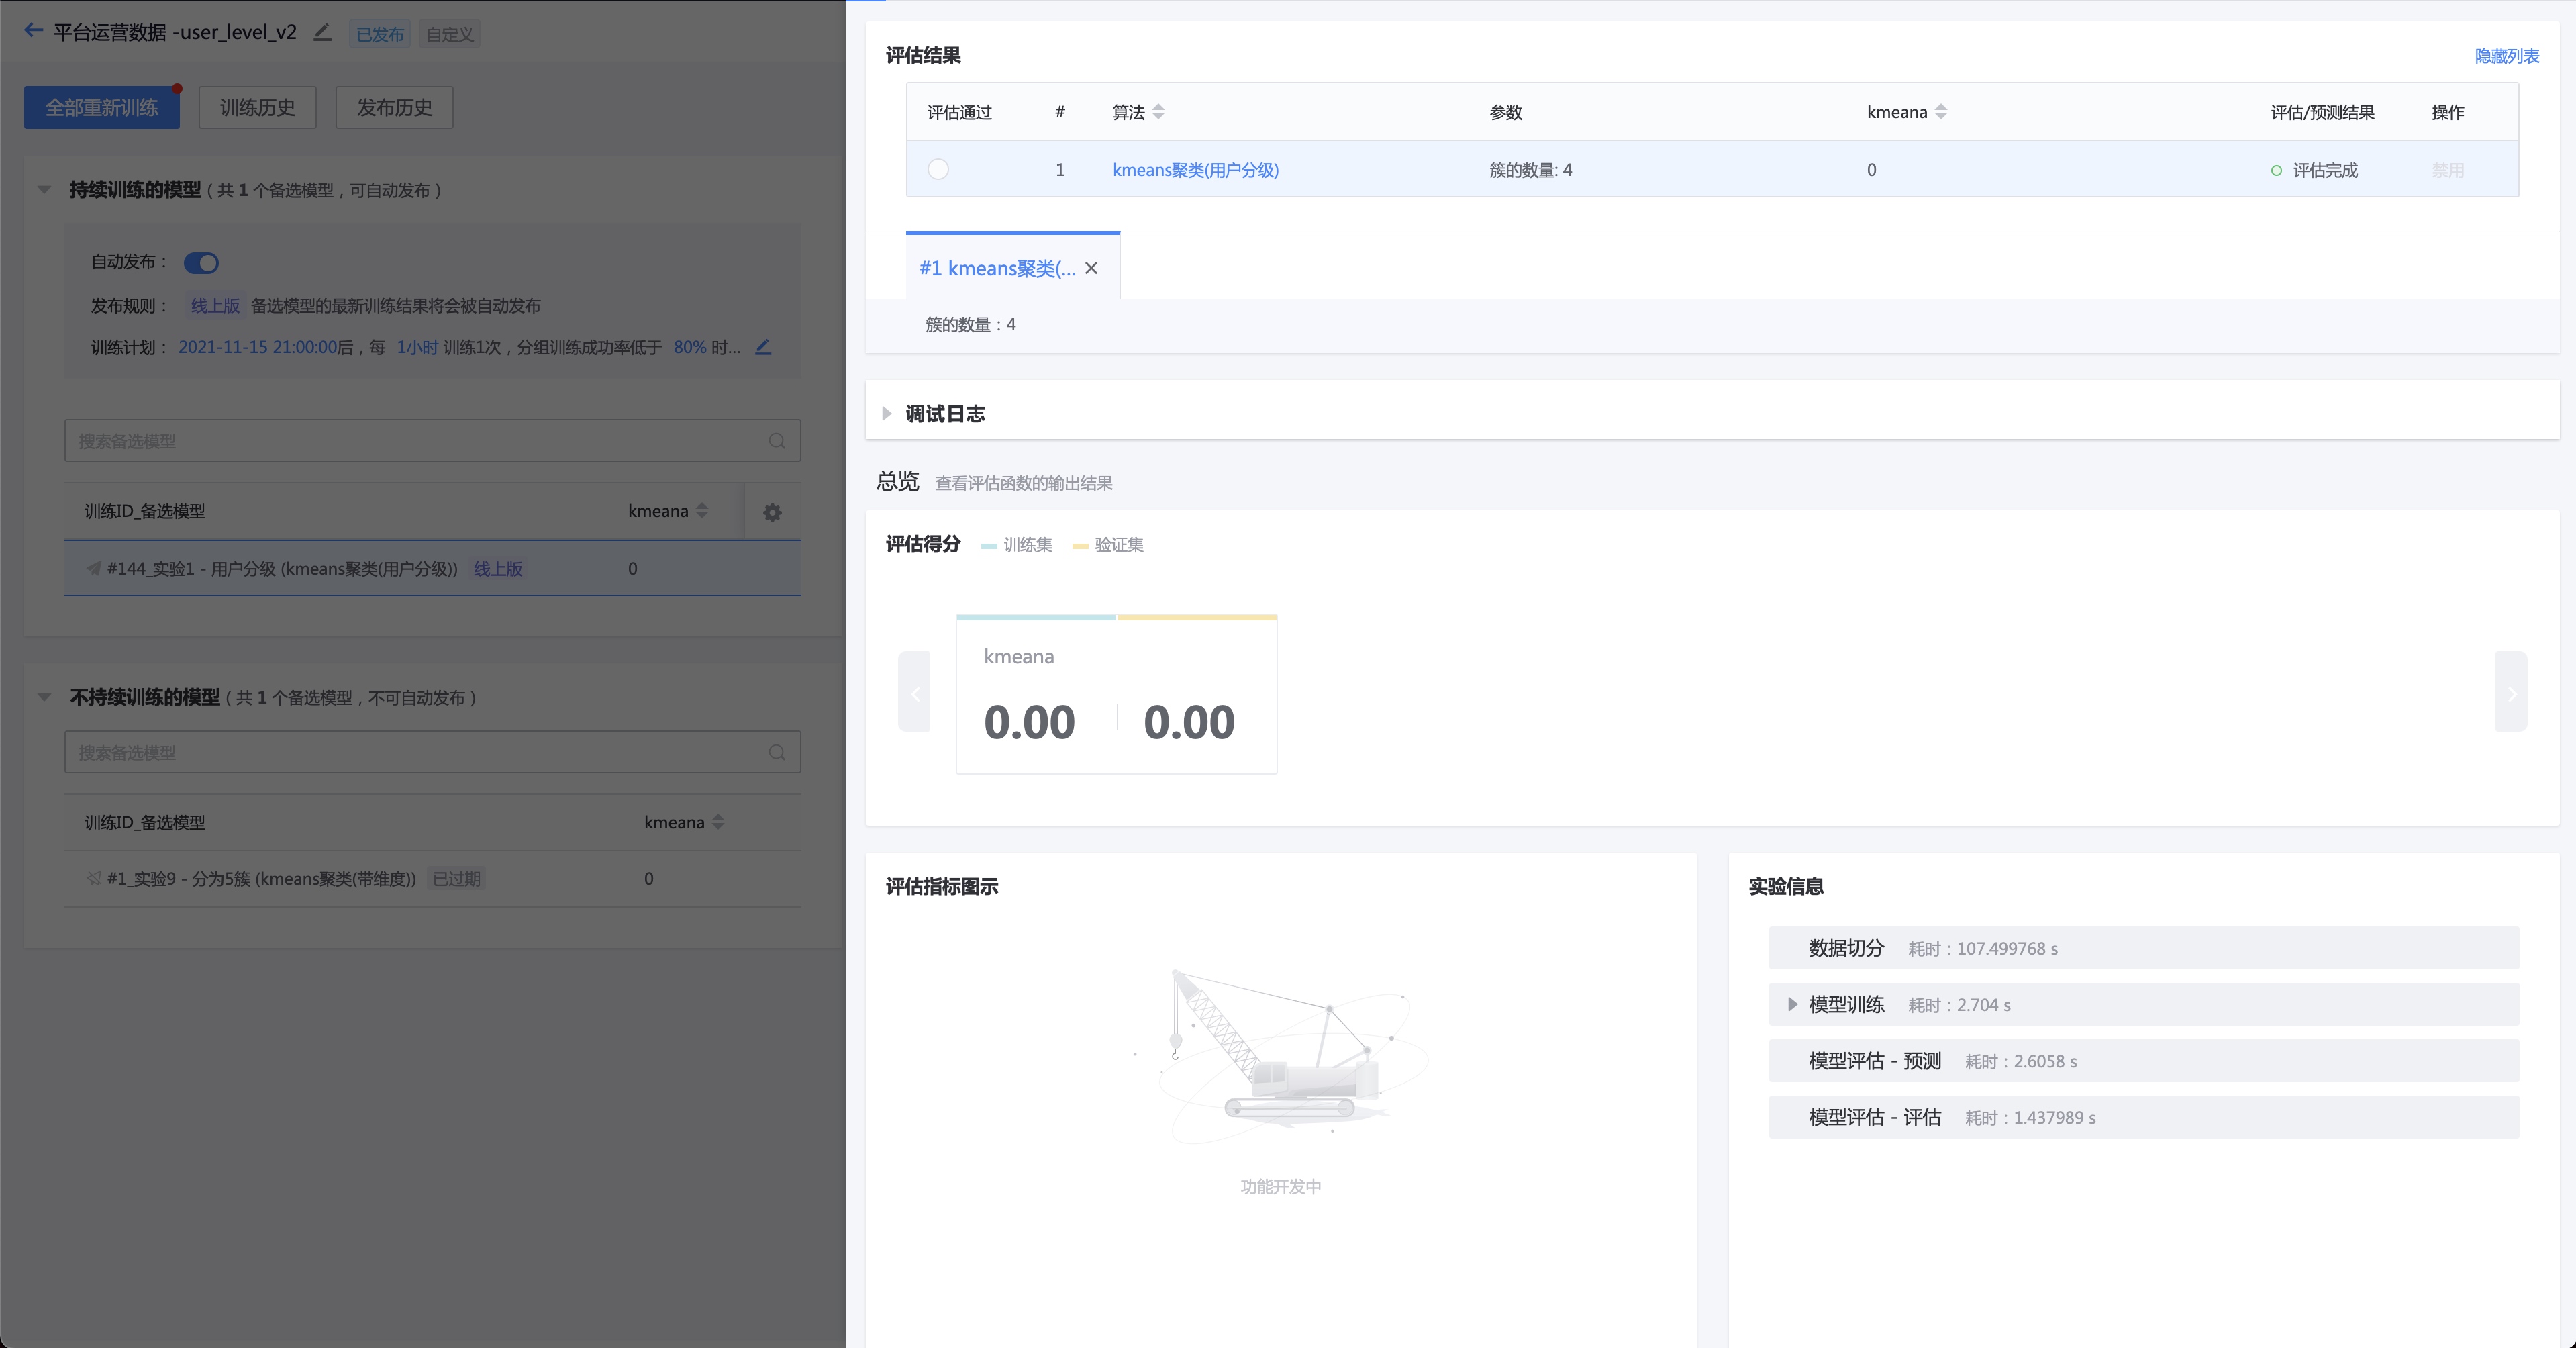 平台运营数据 -user_level_v2 已发布 自定义
全部重新训练 训练历史 发布历史
持续训练的模型 ( 共 1 个备选模型，可自动发布 )
自动发布：
发布规则： 线上版 备选模型的最新训练结果将会被自动发布
训练计划： 2021-11-15 21:00:00后，每 1小时 训练1次，分组训练成功率低于 80% 时...
搜索备选模型
训练ID_备选模型 kmeana
#144_实验1 - 用户分级 (kmeans聚类(用户分级)) 线上版 0
不持续训练的模型 ( 共 1 个备选模型，不可自动发布 )
搜索备选模型
训练ID_备选模型 kmeana
#1_实验9 - 分为5簇 (kmeans聚类(带维度)) 已过期 0
评估结果 隐藏列表
评估通过 # 算法 参数 kmeana 评估/预测结果 操作
1 kmeans聚类(用户分级) 簇的数量: 4 0 评估完成 禁用
#1 kmeans聚类(...
簇的数量：4
调试日志
总览 查看评估函数的输出结果
评估得分 训练集 验证集
kmeana
0.00 0.00
评估指标图示
功能开发中
实验信息
数据切分 耗时：107.499768 s
模型训练 耗时：2.704 s
模型评估 - 预测 耗时：2.6058 s
模型评估 - 评估 耗时：1.437989 s